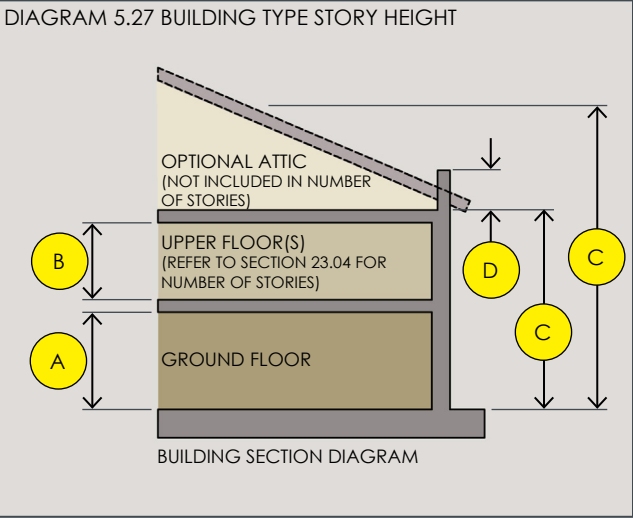 DIAGRAM 5.27 BUILDING TYPE STORY HEIGHT
OPTIONAL ATTIC
(NOT INCLUDED IN NUMBER
OF STORIES)
UPPER FLOOR(S)
(REFER TO SECTION 23.04 FOR
NUMBER OF STORIES)
B
D
C
C
A
GROUND FLOOR
BUILDING SECTION DIAGRAM